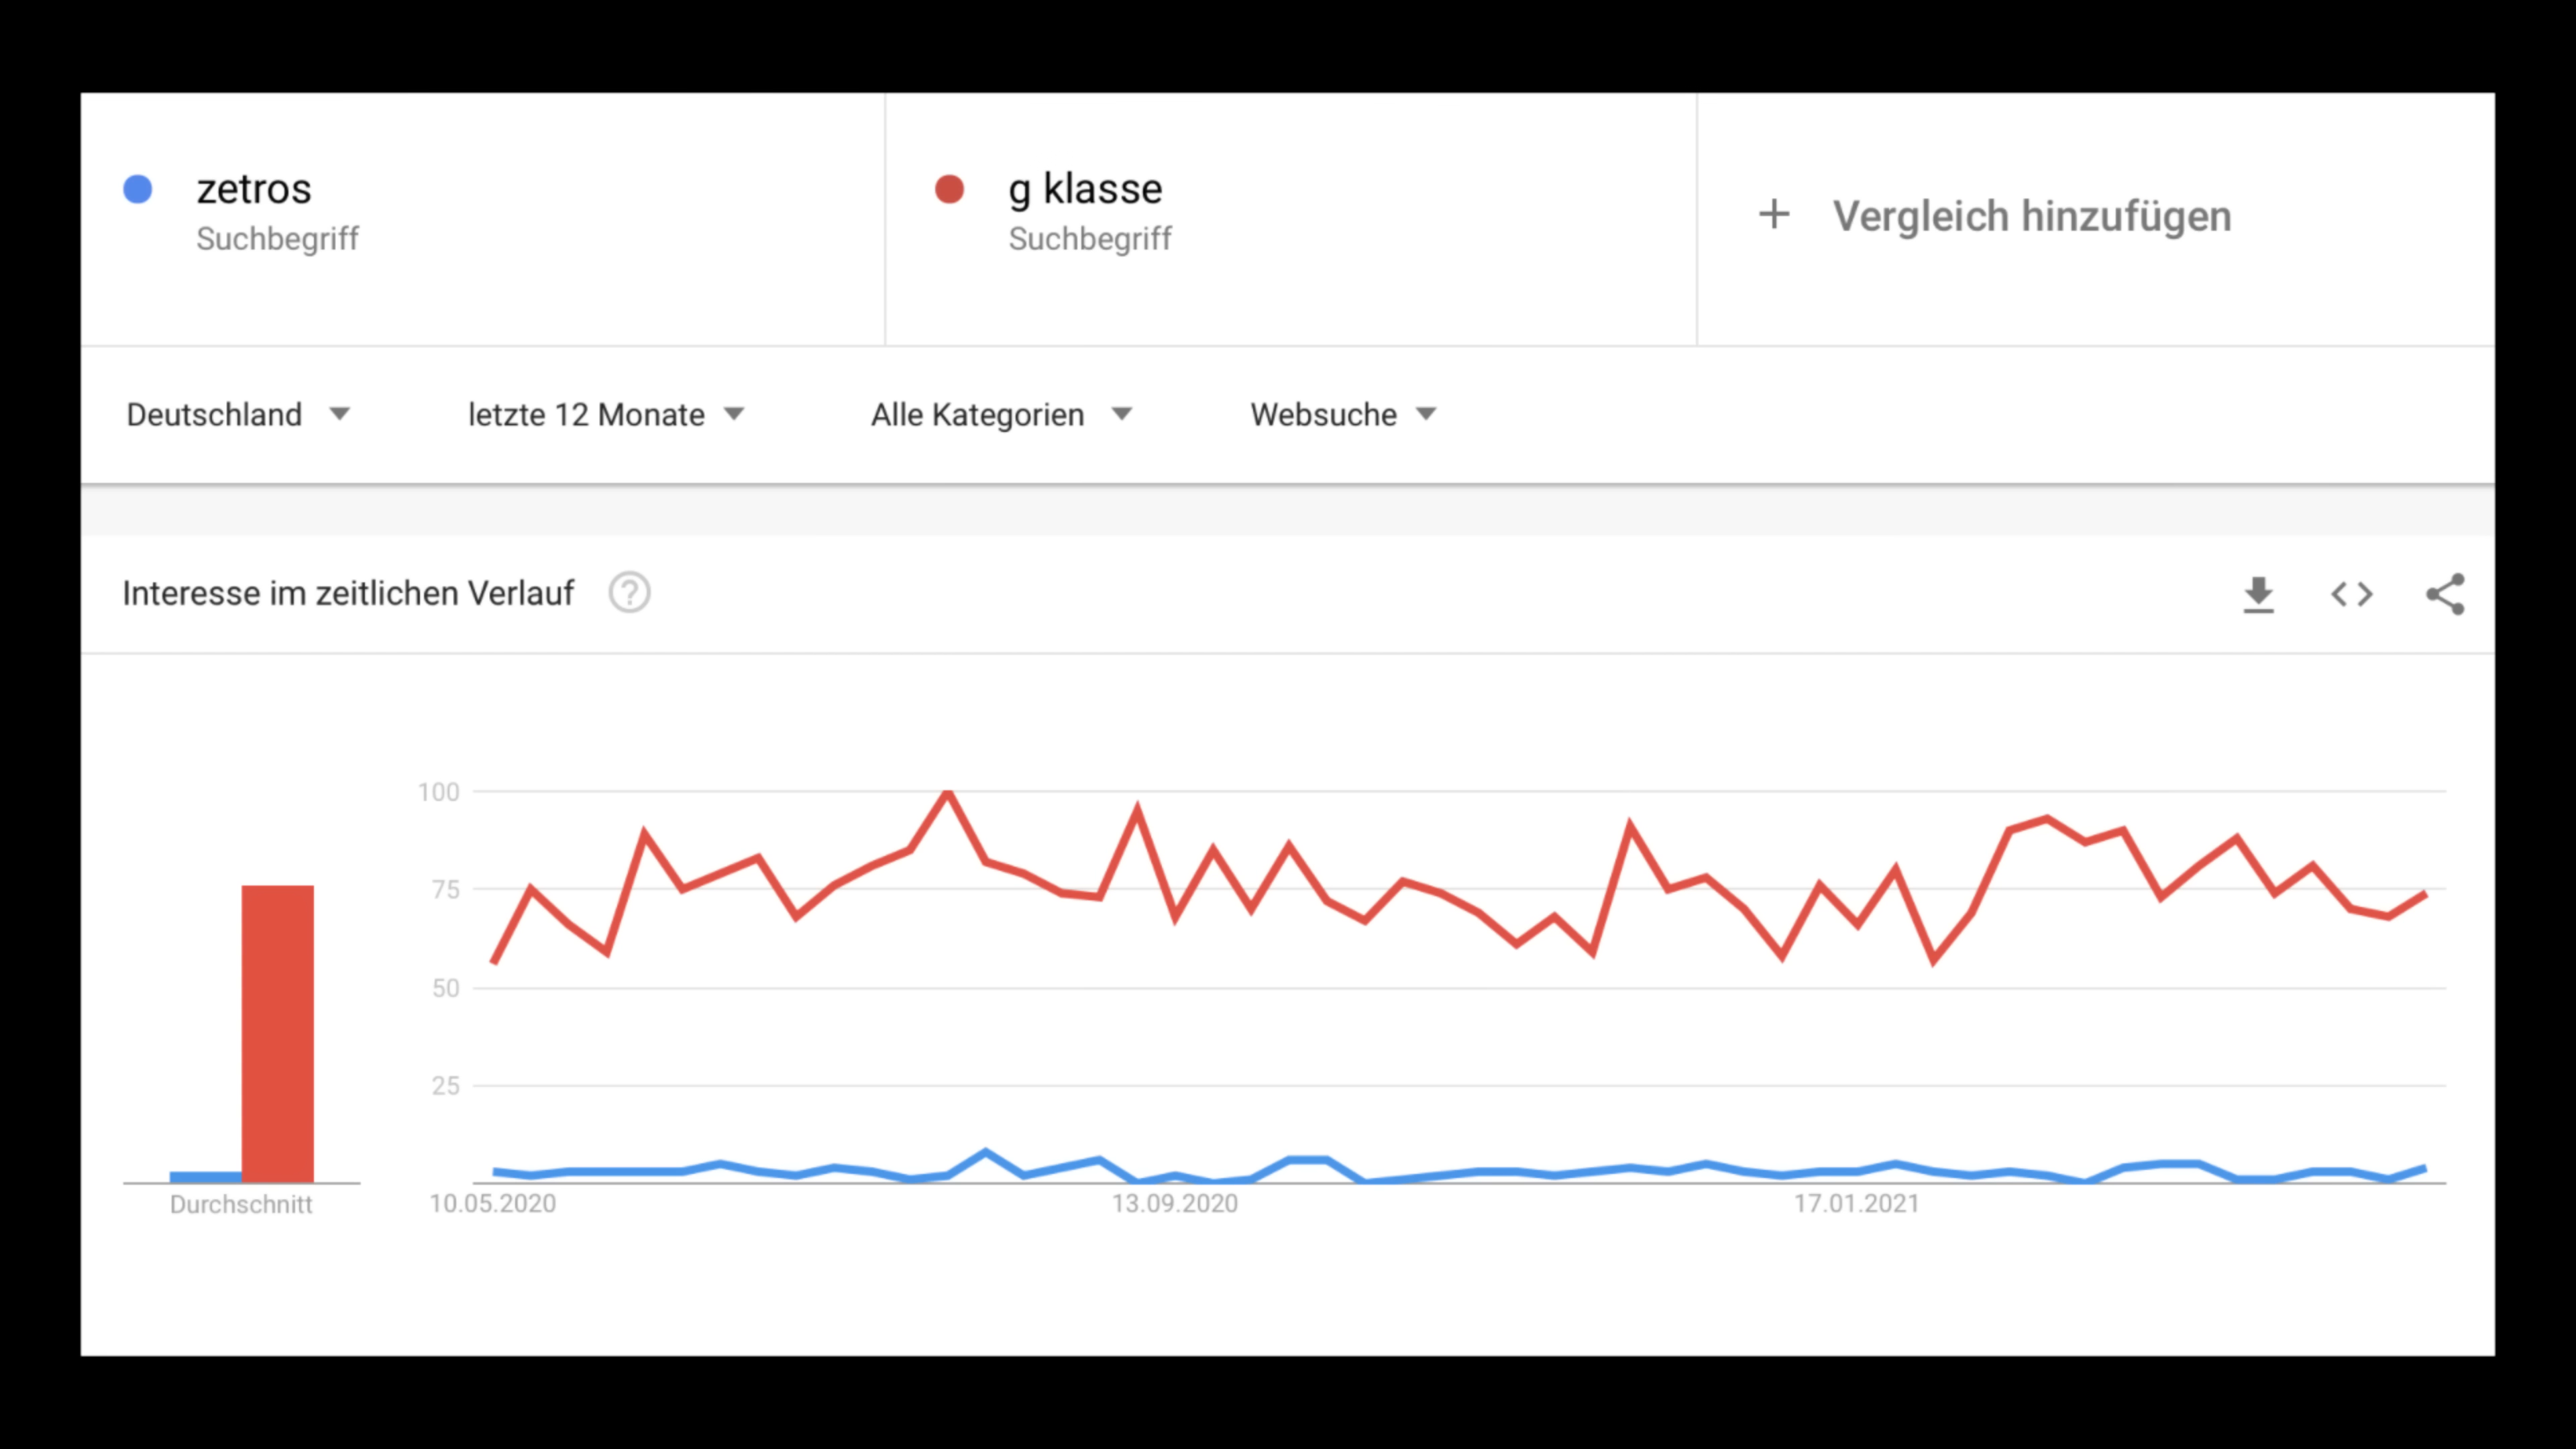 zetros
Suchbegriff
g klasse
Suchbegriff
+ Vergleich hinzufügen
Deutschland
letzte 12 Monate
Alle Kategorien
Websuche
Interesse im zeitlichen Verlauf ?
100
75
50
25
Durchschnitt
10.05.2020
13.09.2020
17.01.2021